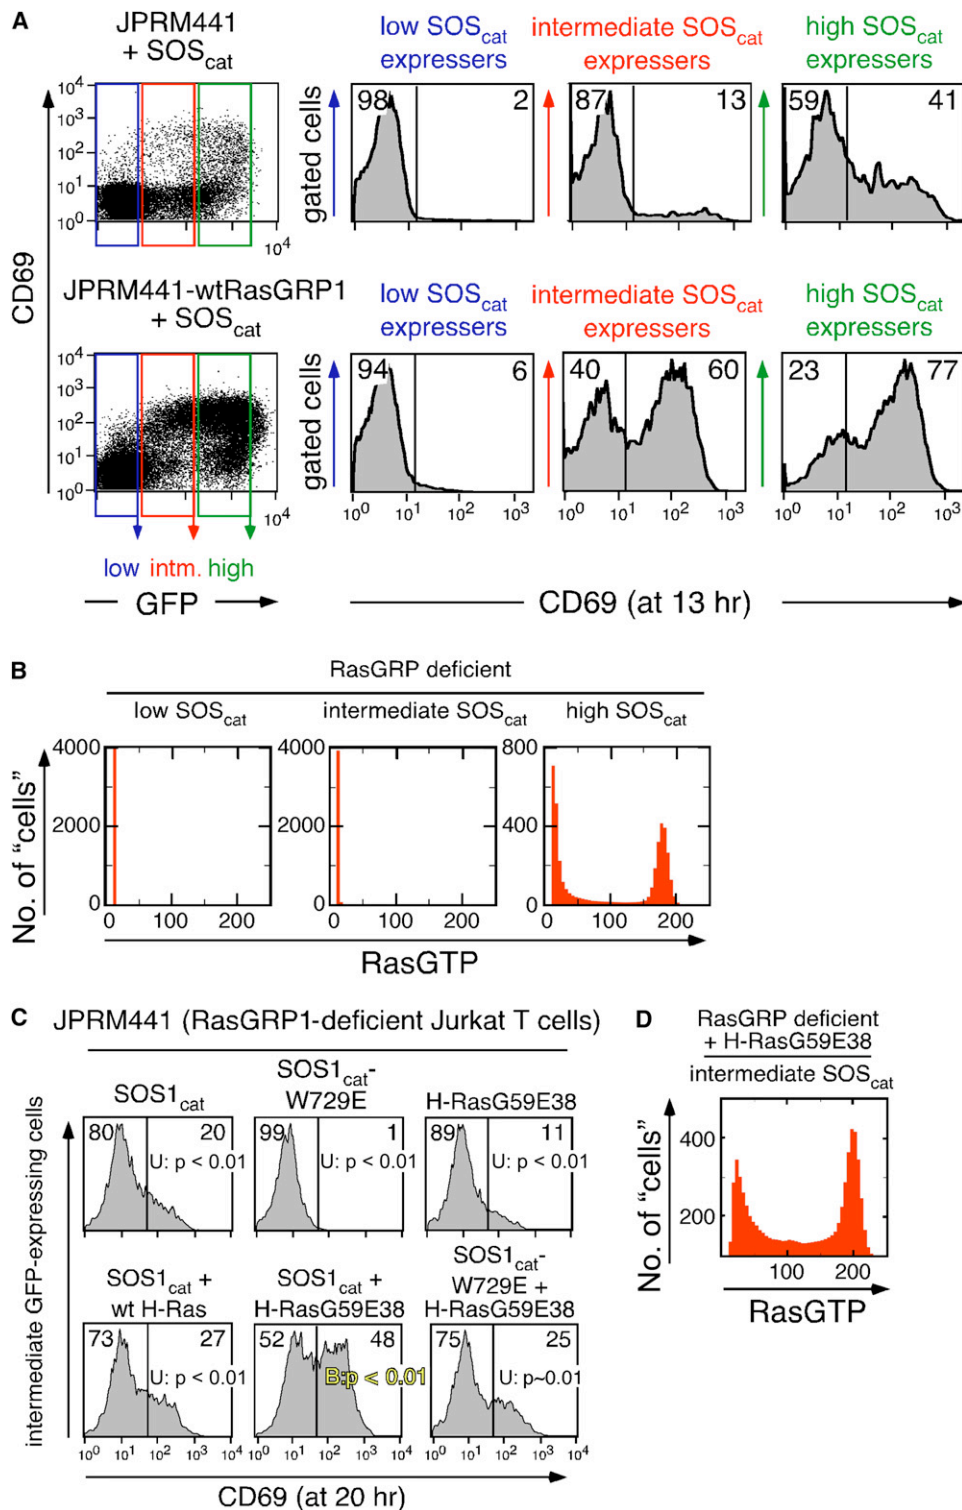 A
JPRM441
+ SOScat
low SOScat
expressers
intermediate SOScat
expressers
high SOScat
expressers
10^4
10^3
10^2
10^1
10^0
10^4
CD69
gated cells
98 2
87 13
59 41
JPRM441-wtRasGRP1
+ SOScat
low SOScat
expressers
intermediate SOScat
expressers
high SOScat
expressers
10^4
10^3
10^2
10^1
10^0
10^4
gated cells
94 6
40 60
23 77
10^0 10^1 10^2 10^3
10^0 10^1 10^2 10^3
10^0 10^1 10^2 10^3
low intm. high
GFP
CD69 (at 13 hr)
B
RasGRP deficient
low SOScat
intermediate SOScat
high SOScat
No. of "cells"
4000
2000
0
4000
2000
0
800
400
0
0 100 200
0 100 200
0 100 200
RasGTP
C
JPRM441 (RasGRP1-deficient Jurkat T cells)
intermediate GFP-expressing cells
SOS1cat
80 20
U: p < 0.01
SOS1cat-
W729E
99 1
U: p < 0.01
H-RasG59E38
89 11
U: p < 0.01
SOS1cat +
wt H-Ras
73 27
U: p < 0.01
SOS1cat +
H-RasG59E38
52 48
B:p < 0.01
SOS1cat-
W729E +
H-RasG59E38
75 25
U: p~0.01
10^0 10^1 10^2 10^3 10^4
10^0 10^1 10^2 10^3 10^4
10^0 10^1 10^2 10^3 10^4
CD69 (at 20 hr)
D
RasGRP deficient
+ H-RasG59E38
intermediate SOScat
No. of "cells"
400
200
100 200
RasGTP